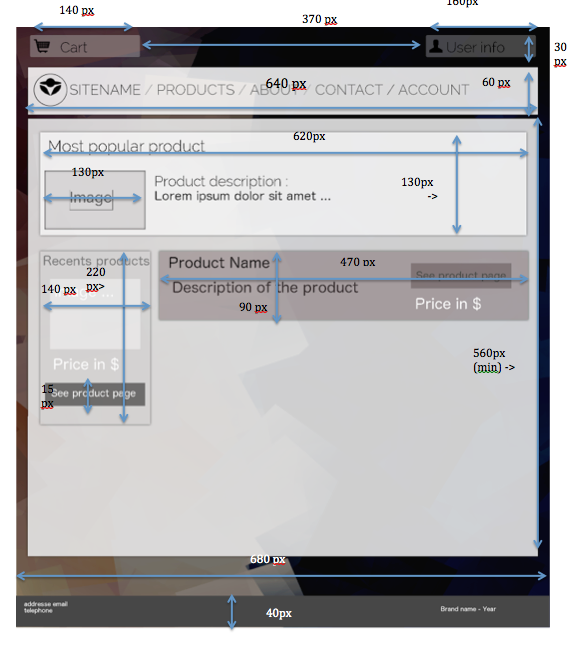 140 px
370 px
160px
Cart
User info
30
px
SITENAME / PRODUCTS / ABOUT / CONTACT / ACCOUNT
640 px
60 px
Most popular product
620px
130px
Image
Product description :
Lorem ipsum dolor sit amet ...
130px
->
Recents products
220
px>
140 px
Price in $
15
px
See product page
Product Name
470 px
See product page
Description of the product
90 px
Price in $
560px
(min) ->
680 px
addresse email
telephone
40px
Brand name - Year